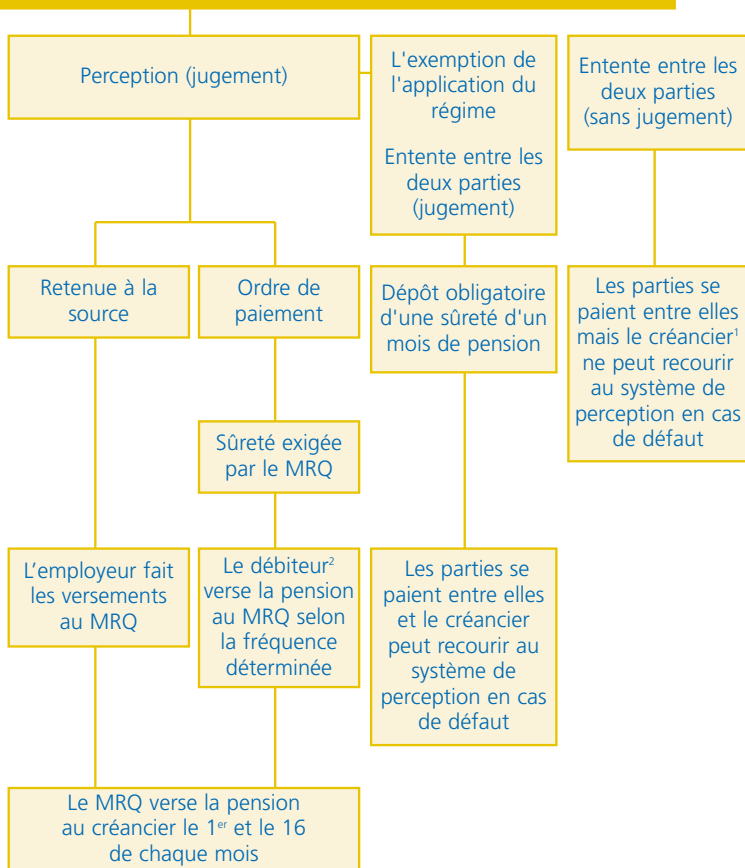 Perception (jugement)
L'exemption de
l'application du
régime
Entente entre les
deux parties
(jugement)
Entente entre les
deux parties
(sans jugement)
Retenue à la
source
Ordre de
paiement
Dépôt obligatoire
d'une sûreté d'un
mois de pension
Les parties se
paient entre elles
mais le créancier¹
ne peut recourir
au système de
perception en cas
de défaut
Sûreté exigée
par le MRQ
L'employeur fait
les versements
au MRQ
Le débiteur²
verse la pension
au MRQ selon
la fréquence
déterminée
Les parties se
paient entre elles
et le créancier
peut recourir au
système de
perception en cas
de défaut
Le MRQ verse la pension
au créancier le 1er et le 16
de chaque mois